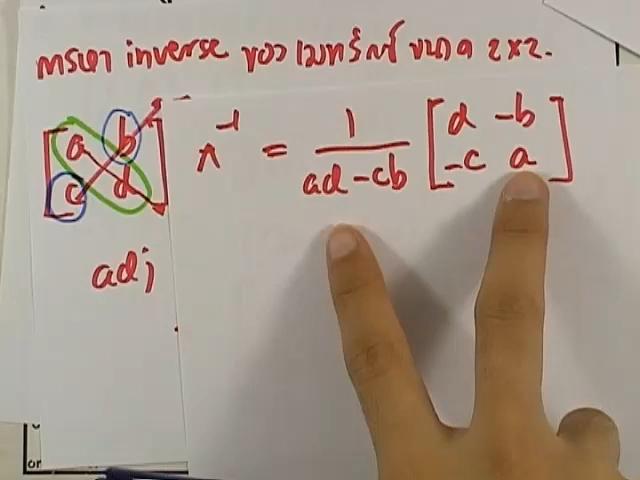 การหา inverse ของ เมทริกซ์ ขนาด 2x2.
[a b c d] A⁻¹ = 1/(ad-cb) [d -b -c a]
adj